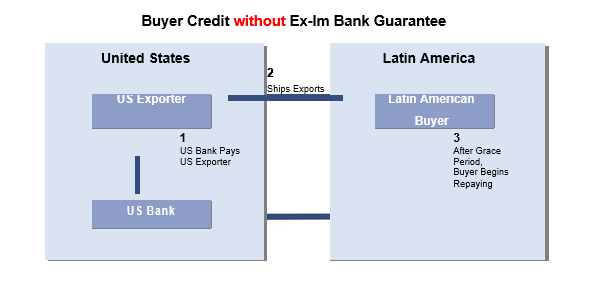 Buyer Credit without Ex-Im Bank Guarantee
United States
US Exporter
1
US Bank Pays
US Exporter
US Bank
2
Ships Exports
Latin America
Latin American
Buyer
3
After Grace
Period,
Buyer Begins
Repaying